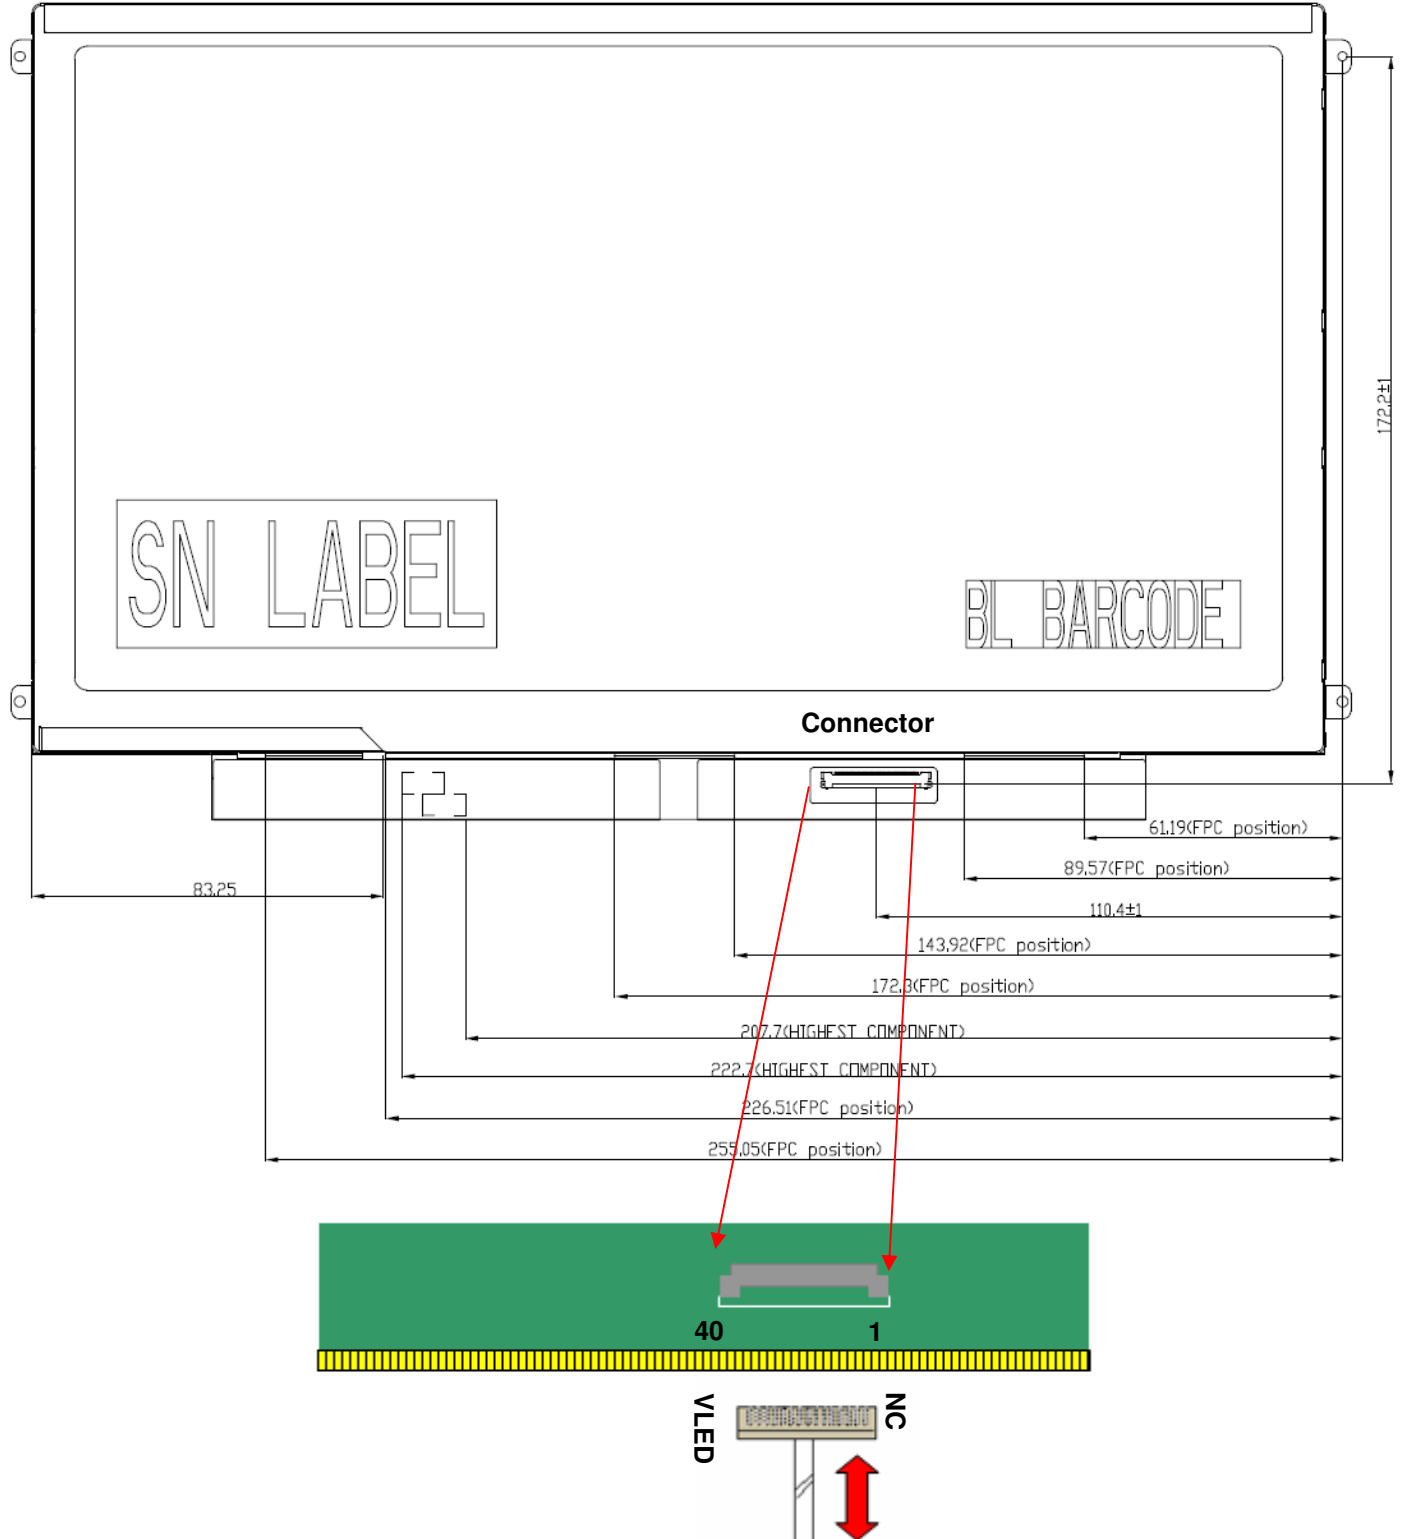 172.2±1
SN LABEL
BL BARCODE
Connector
61.19(FPC position)
89.57(FPC position)
83.25
110.4±1
143.92(FPC position)
172.3(FPC position)
207.7(HIGHEST COMPONENT)
222.7(HIGHEST COMPONENT)
226.51(FPC position)
255.05(FPC position)
40 1
VLED NC